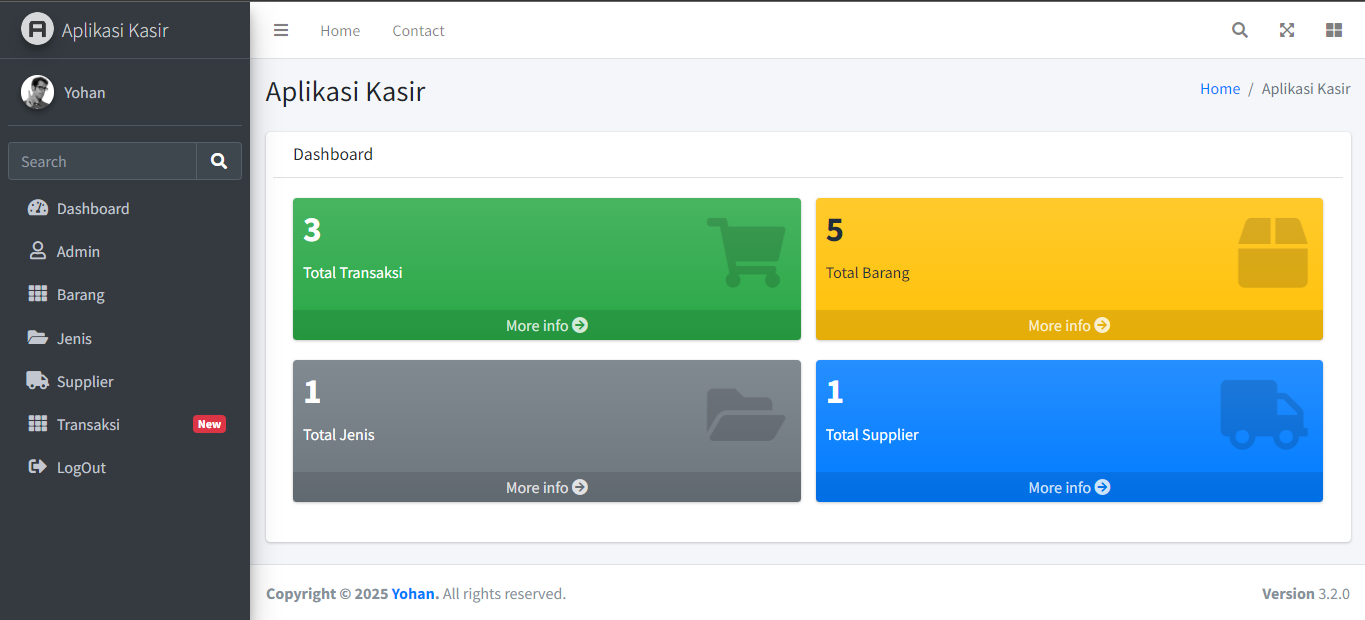 Aplikasi Kasir
Home Contact
Yohan
Search
Dashboard
Admin
Barang
Jenis
Supplier
Transaksi New
LogOut
Aplikasi Kasir
Home / Aplikasi Kasir
Dashboard
3
Total Transaksi
More info
5
Total Barang
More info
1
Total Jenis
More info
1
Total Supplier
More info
Copyright © 2025 Yohan. All rights reserved.
Version 3.2.0